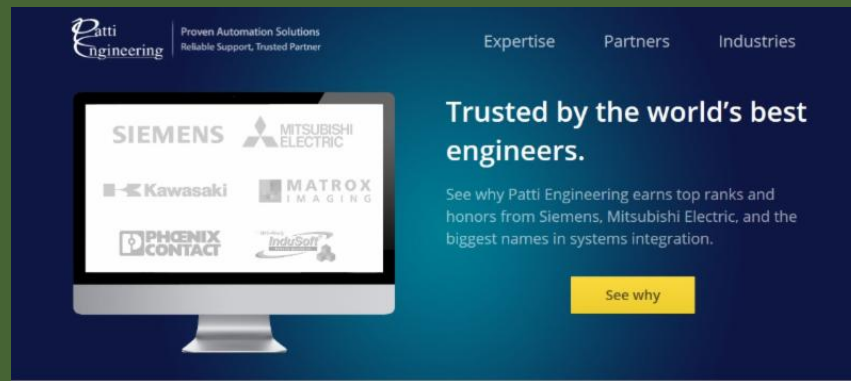 Patti
Engineering
Proven Automation Solutions
Reliable Support, Trusted Partner
Expertise Partners Industries
SIEMENS
MITSUBISHI
ELECTRIC
Kawasaki
MATROX
IMAGING
PHŒNIX
CONTACT
InduSoft
Trusted by the world's best
engineers.
See why Patti Engineering earns top ranks and
honors from Siemens, Mitsubishi Electric, and the
biggest names in systems integration.
See why